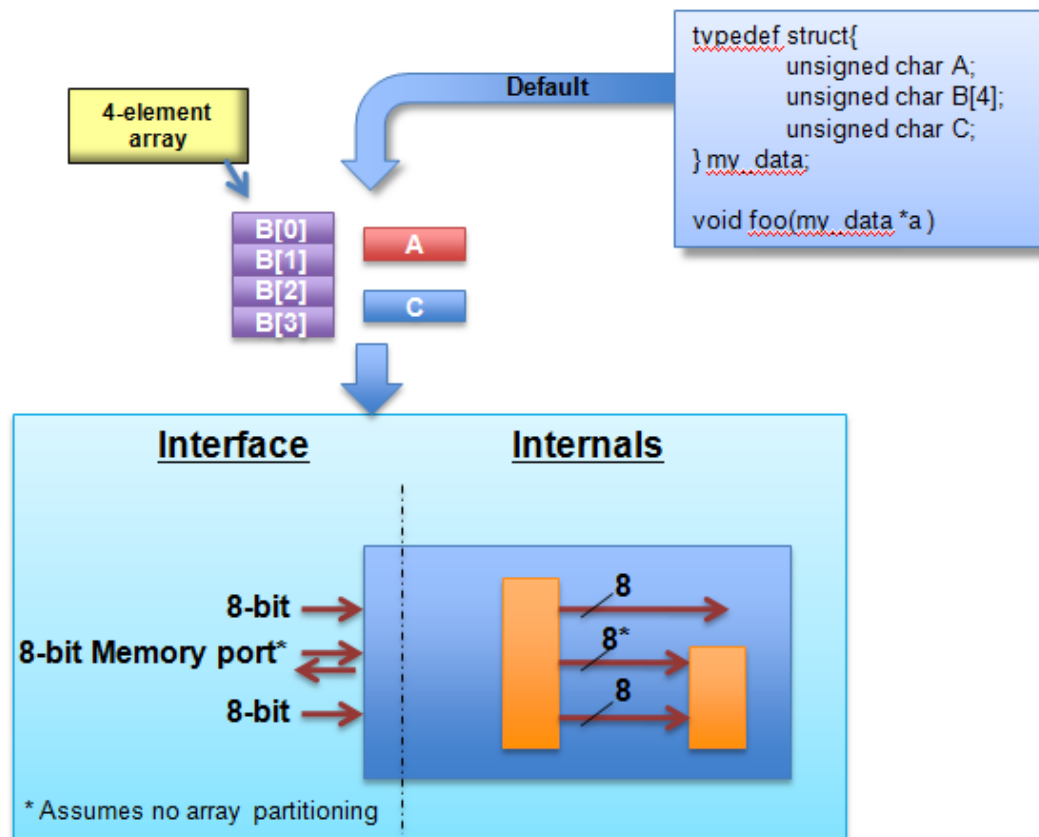 typedef struct{
unsigned char A;
unsigned char B[4];
unsigned char C;
} my_data;
void foo(my_data *a )
Default
4-element
array
B[0]
B[1]
B[2]
B[3]
A
C
Interface
Internals
8-bit
8-bit Memory port*
8-bit
8
8*
8
* Assumes no array partitioning